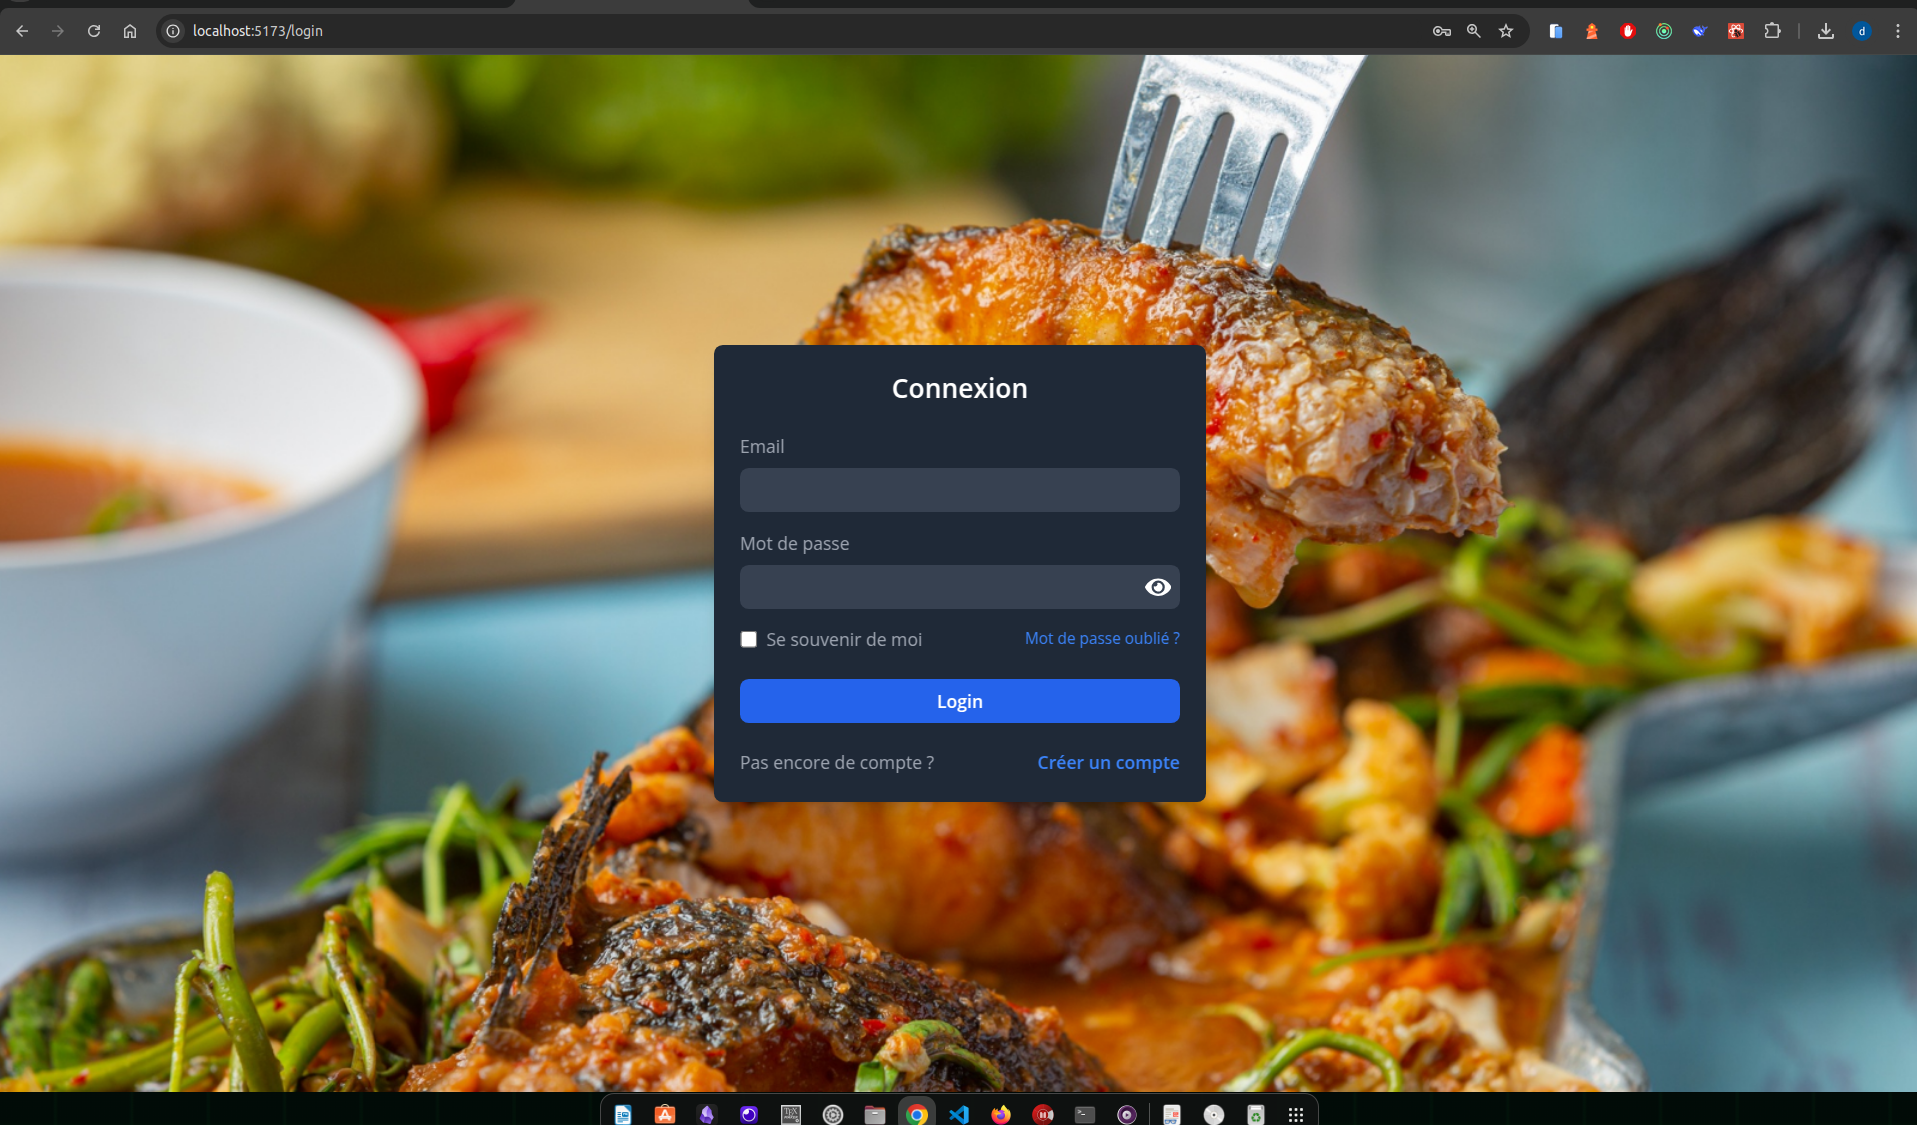 localhost:5173/login
d
Connexion
Email
Mot de passe
Se souvenir de moi
Mot de passe oublié ?
Login
Pas encore de compte ?
Créer un compte